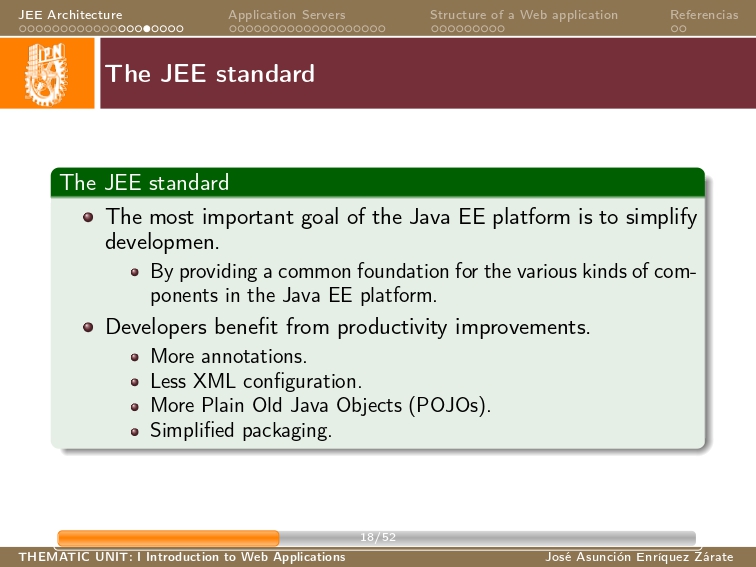 JEE Architecture Application Servers Structure of a Web application Referencias
IPN
The JEE standard
The JEE standard
The most important goal of the Java EE platform is to simplify
developmen.
By providing a common foundation for the various kinds of com-
ponents in the Java EE platform.
Developers benefit from productivity improvements.
More annotations.
Less XML configuration.
More Plain Old Java Objects (POJOs).
Simplified packaging.
18/52
THEMATIC UNIT: I Introduction to Web Applications José Asunción Enríquez Zárate